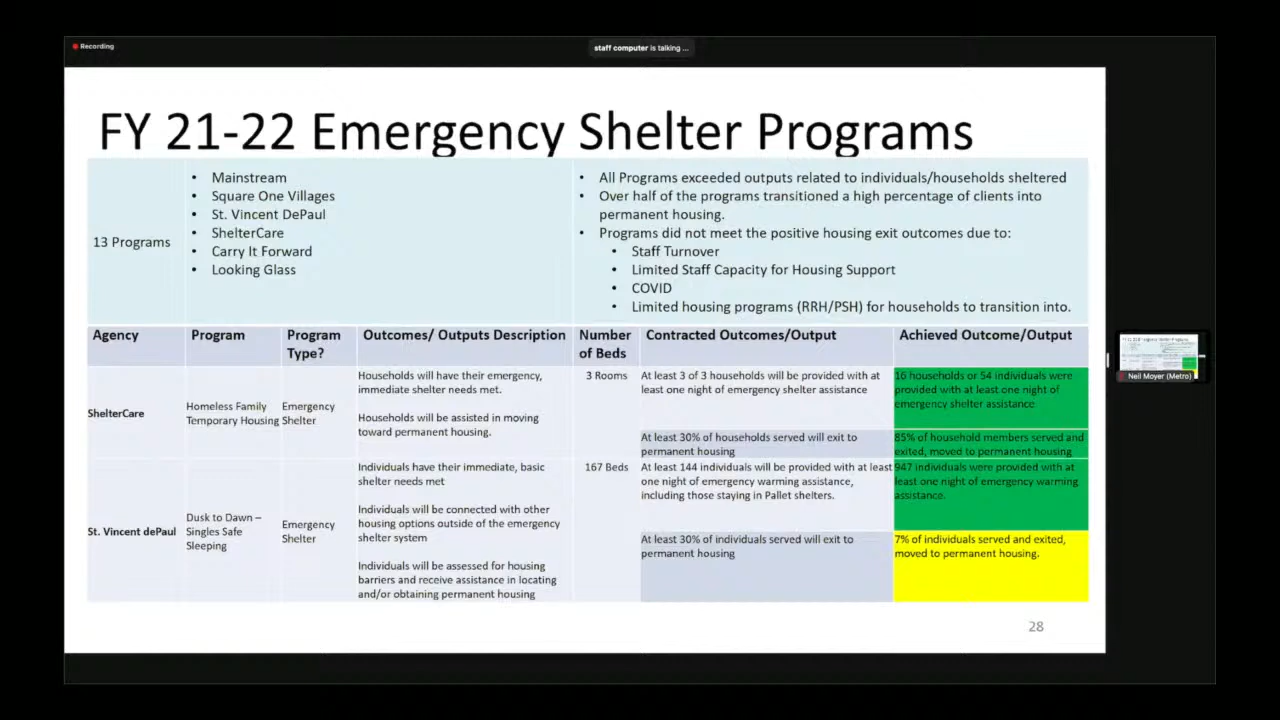 Recording
staff computer is talking ...
FY 21-22 Emergency Shelter Programs
13 Programs
• Mainstream
• Square One Villages
• St. Vincent DePaul
• ShelterCare
• Carry It Forward
• Looking Glass
• All Programs exceeded outputs related to individuals/households sheltered
• Over half of the programs transitioned a high percentage of clients into
permanent housing.
• Programs did not meet the positive housing exit outcomes due to:
• Staff Turnover
• Limited Staff Capacity for Housing Support
• COVID
• Limited housing programs (RRH/PSH) for households to transition into.
Agency
Program
Program
Type?
Outcomes/ Outputs Description
Number
of Beds
Contracted Outcomes/Output
Achieved Outcome/Output
ShelterCare
Homeless Family
Temporary Housing
Emergency
Shelter
Households will have their emergency,
immediate shelter needs met.
Households will be assisted in moving
toward permanent housing.
3 Rooms
At least 3 of 3 households will be provided with at
least one night of emergency shelter assistance
16 households or 54 individuals were
provided with at least one night of
emergency shelter assistance
At least 30% of households served will exit to
permanent housing
85% of household members served and
exited, moved to permanent housing
St. Vincent dePaul
Dusk to Dawn –
Singles Safe
Sleeping
Emergency
Shelter
Individuals have their immediate, basic
shelter needs met
Individuals will be connected with other
housing options outside of the emergency
shelter system
Individuals will be assessed for housing
barriers and receive assistance in locating
and/or obtaining permanent housing
167 Beds
At least 144 individuals will be provided with at least
one night of emergency warming assistance,
including those staying in Pallet shelters.
947 individuals were provided with at
least one night of emergency warming
assistance.
At least 30% of individuals served will exit to
permanent housing
7% of individuals served and exited,
moved to permanent housing.
28
FY 21-22 Emergency Shelter Programs
Neil Moyer (Metro)